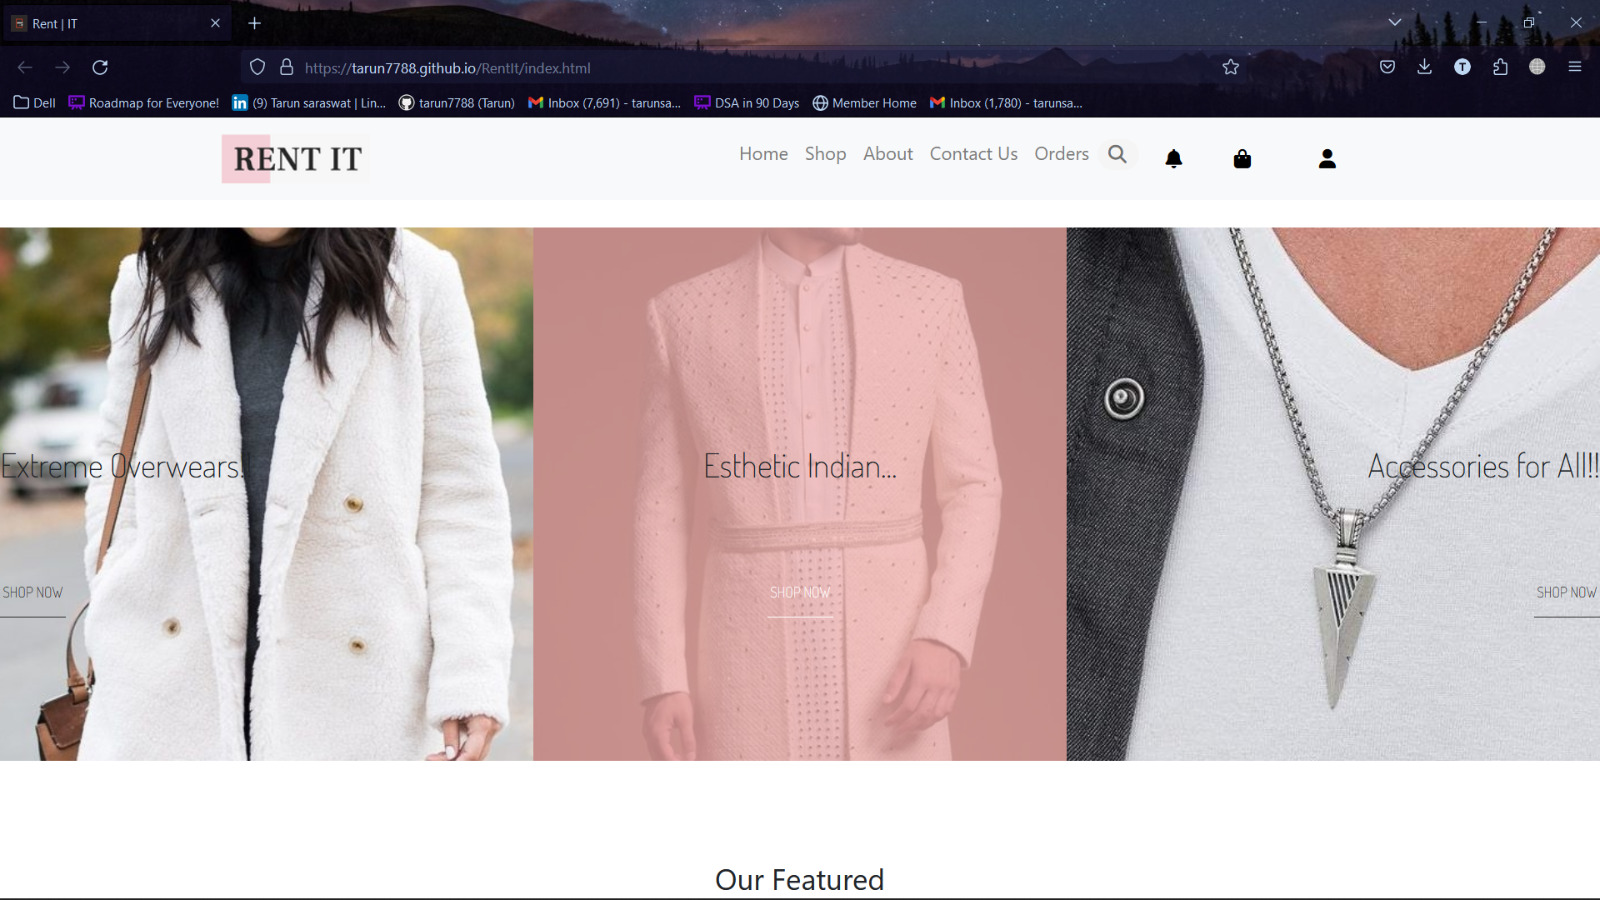 Rent | IT
https://tarun7788.github.io/RentIt/index.html
T
Dell
Roadmap for Everyone!
(9) Tarun saraswat | Lin...
tarun7788 (Tarun)
Inbox (7,691) - tarunsa...
DSA in 90 Days
Member Home
Inbox (1,780) - tarunsa...
RENT IT
Home
Shop
About
Contact Us
Orders
Extreme Overwears!
SHOP NOW
Esthetic Indian...
SHOP NOW
Accessories for All!!
SHOP NOW
Our Featured